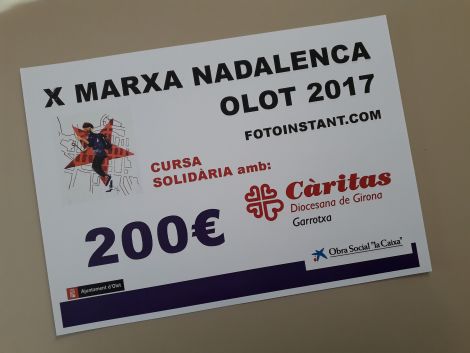 X MARXA NADALENCA
OLOT 2017
FOTOINSTANT.COM
CURSA
SOLIDÀRIA amb:
Càritas
Diocesana de Girona
Garrotxa
200€
Obra Social "la Caixa"
Ajuntament d'Olot